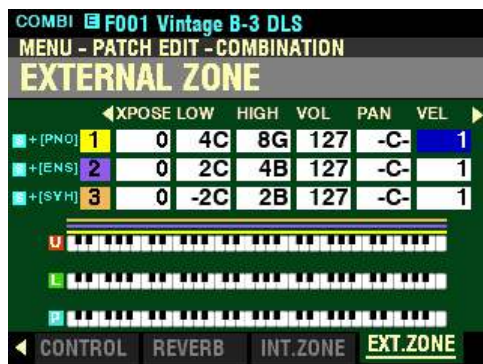 COMBI E F001 Vintage B-3 DLS
MENU - PATCH EDIT - COMBINATION
EXTERNAL ZONE
XPOSE LOW HIGH VOL PAN VEL
S +[PNO] 1 0 4C 8G 127 -C- 1
S +[ENS] 2 0 2C 4B 127 -C- 1
S +[SYH] 3 0 -2C 2B 127 -C- 1
U
L
P
CONTROL REVERB INT.ZONE EXT.ZONE